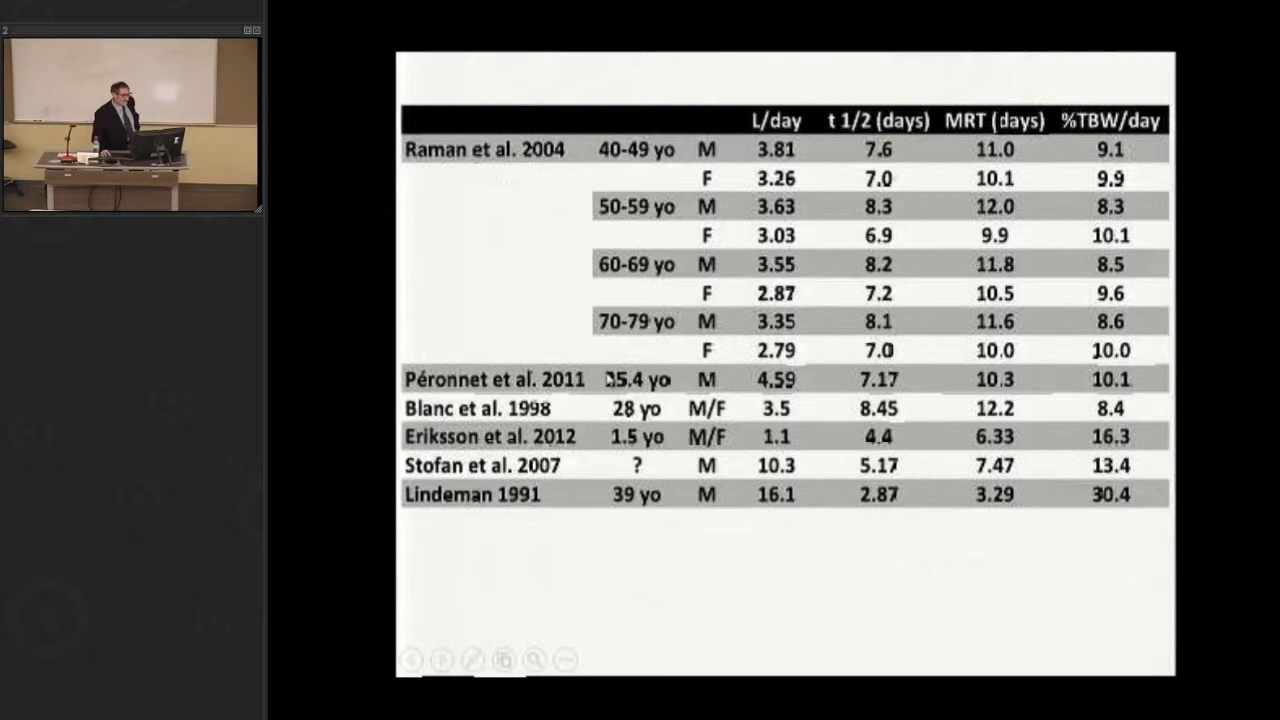 2
L/day t 1/2 (days) MRT (days) %TBW/day
Raman et al. 2004 40-49 yo M 3.81 7.6 11.0 9.1
F 3.26 7.0 10.1 9.9
50-59 yo M 3.63 8.3 12.0 8.3
F 3.03 6.9 9.9 10.1
60-69 yo M 3.55 8.2 11.8 8.5
F 2.87 7.2 10.5 9.6
70-79 yo M 3.35 8.1 11.6 8.6
F 2.79 7.0 10.0 10.0
Péronnet et al. 2011 yo M 4.59 7.17 10.3 10.1
Blanc et al. 1998 28 yo M/F 3.5 8.45 12.2 8.4
Eriksson et al. 2012 1.5 yo M/F 1.1 4.4 6.33 16.3
Stofan et al. 2007 ? M 10.3 5.17 7.47 13.4
Lindeman 1991 39 yo M 16.1 2.87 3.29 30.4